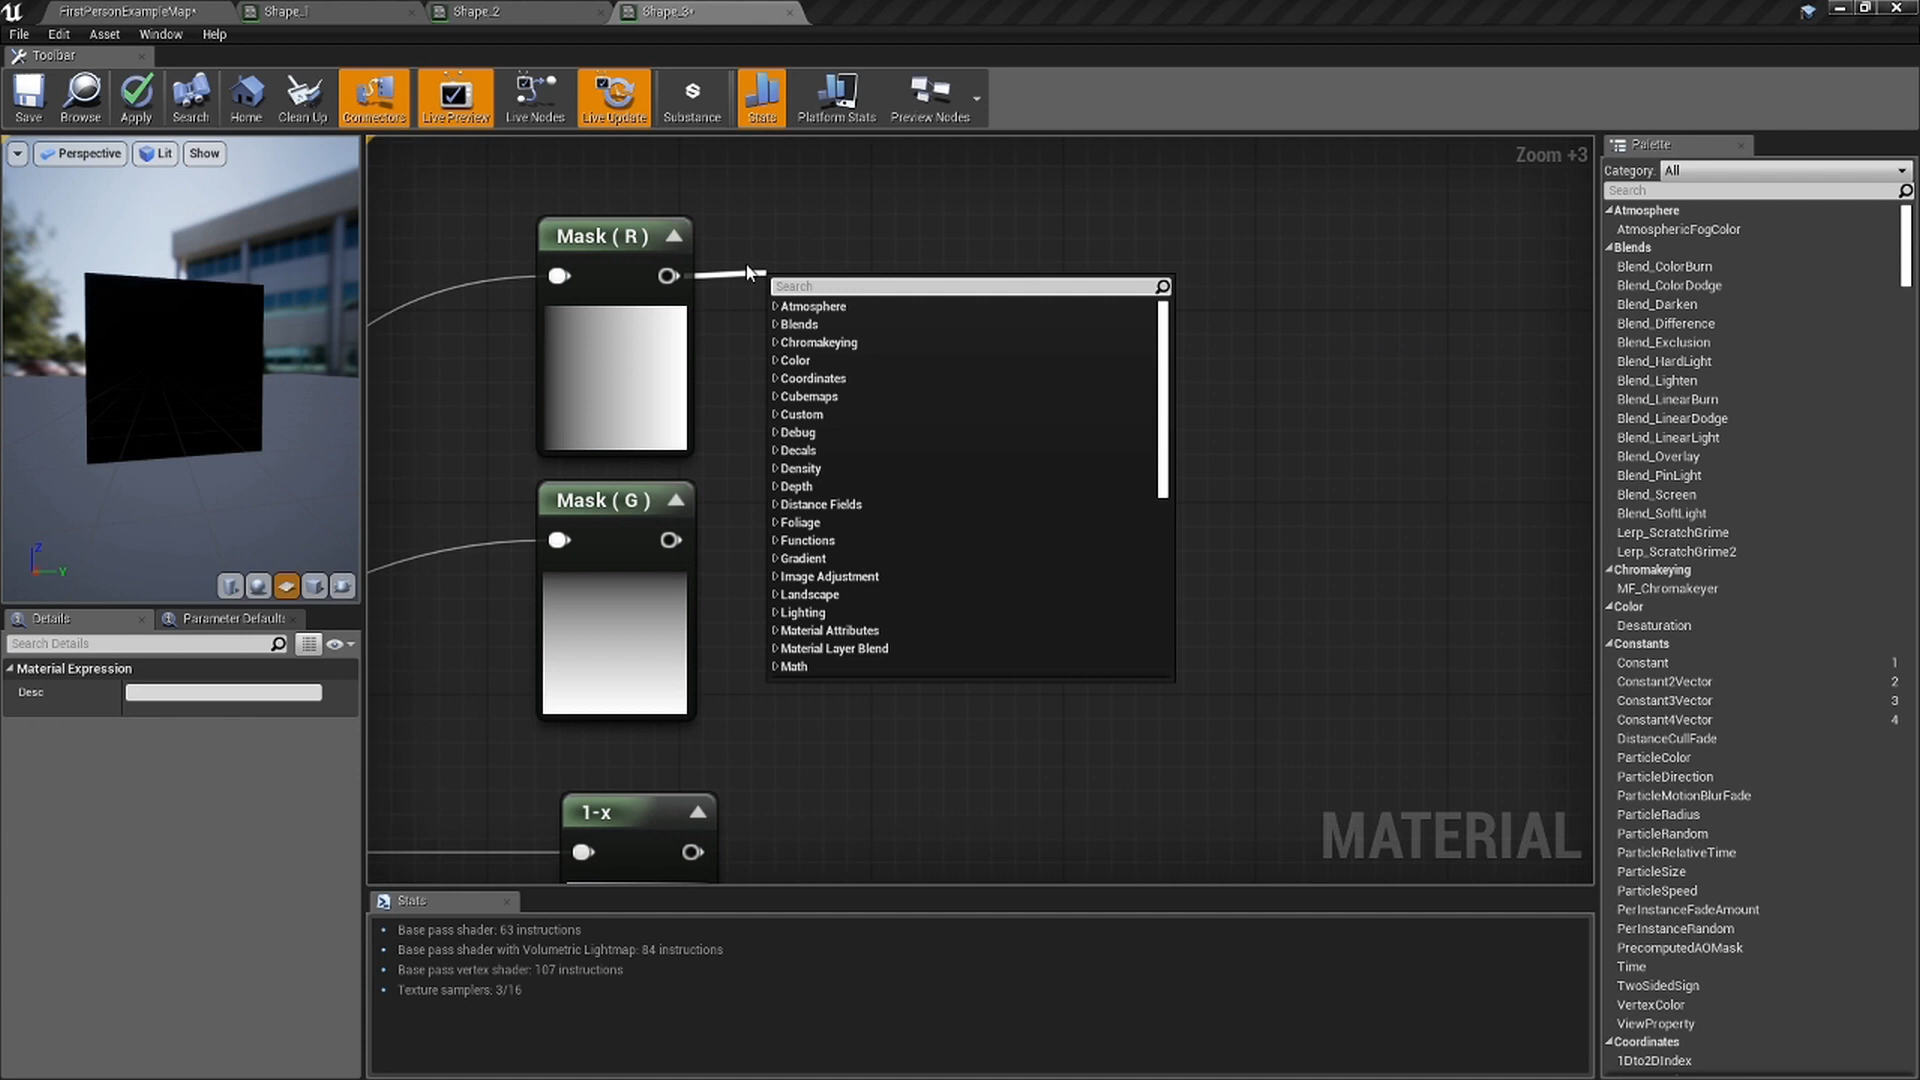 FirstPersonExampleMap*
Shape_1
Shape_2
Shape_3*
File Edit Asset Window Help
Toolbar
Save
Browse
Apply
Search
Home
Clean Up
Connectors
Live Preview
Live Nodes
Live Update
Substance
Stats
Platform Stats
Preview Nodes
Perspective
Lit
Show
Z
Y
Details
Parameter Defaults
Search Details
Material Expression
Desc
Zoom +3
Mask ( R )
Mask ( G )
1-x
Search
Atmosphere
Blends
Chromakeying
Color
Coordinates
Cubemaps
Custom
Debug
Decals
Density
Depth
Distance Fields
Foliage
Functions
Gradient
Image Adjustment
Landscape
Lighting
Material Attributes
Material Layer Blend
Math
MATERIAL
Stats
Base pass shader: 63 instructions
Base pass shader with Volumetric Lightmap: 84 instructions
Base pass vertex shader: 107 instructions
Texture samplers: 3/16
Palette
Category: All
Search
Atmosphere
AtmosphericFogColor
Blends
Blend_ColorBurn
Blend_ColorDodge
Blend_Darken
Blend_Difference
Blend_Exclusion
Blend_HardLight
Blend_Lighten
Blend_LinearBurn
Blend_LinearDodge
Blend_LinearLight
Blend_Overlay
Blend_PinLight
Blend_Screen
Blend_SoftLight
Lerp_ScratchGrime
Lerp_ScratchGrime2
Chromakeying
MF_Chromakeyer
Color
Desaturation
Constants
Constant 1
Constant2Vector 2
Constant3Vector 3
Constant4Vector 4
DistanceCullFade
ParticleColor
ParticleDirection
ParticleMotionBlurFade
ParticleRadius
ParticleRandom
ParticleRelativeTime
ParticleSize
ParticleSpeed
PerInstanceFadeAmount
PerInstanceRandom
PrecomputedAOMask
Time
TwoSidedSign
VertexColor
ViewProperty
Coordinates
1Dto2DIndex